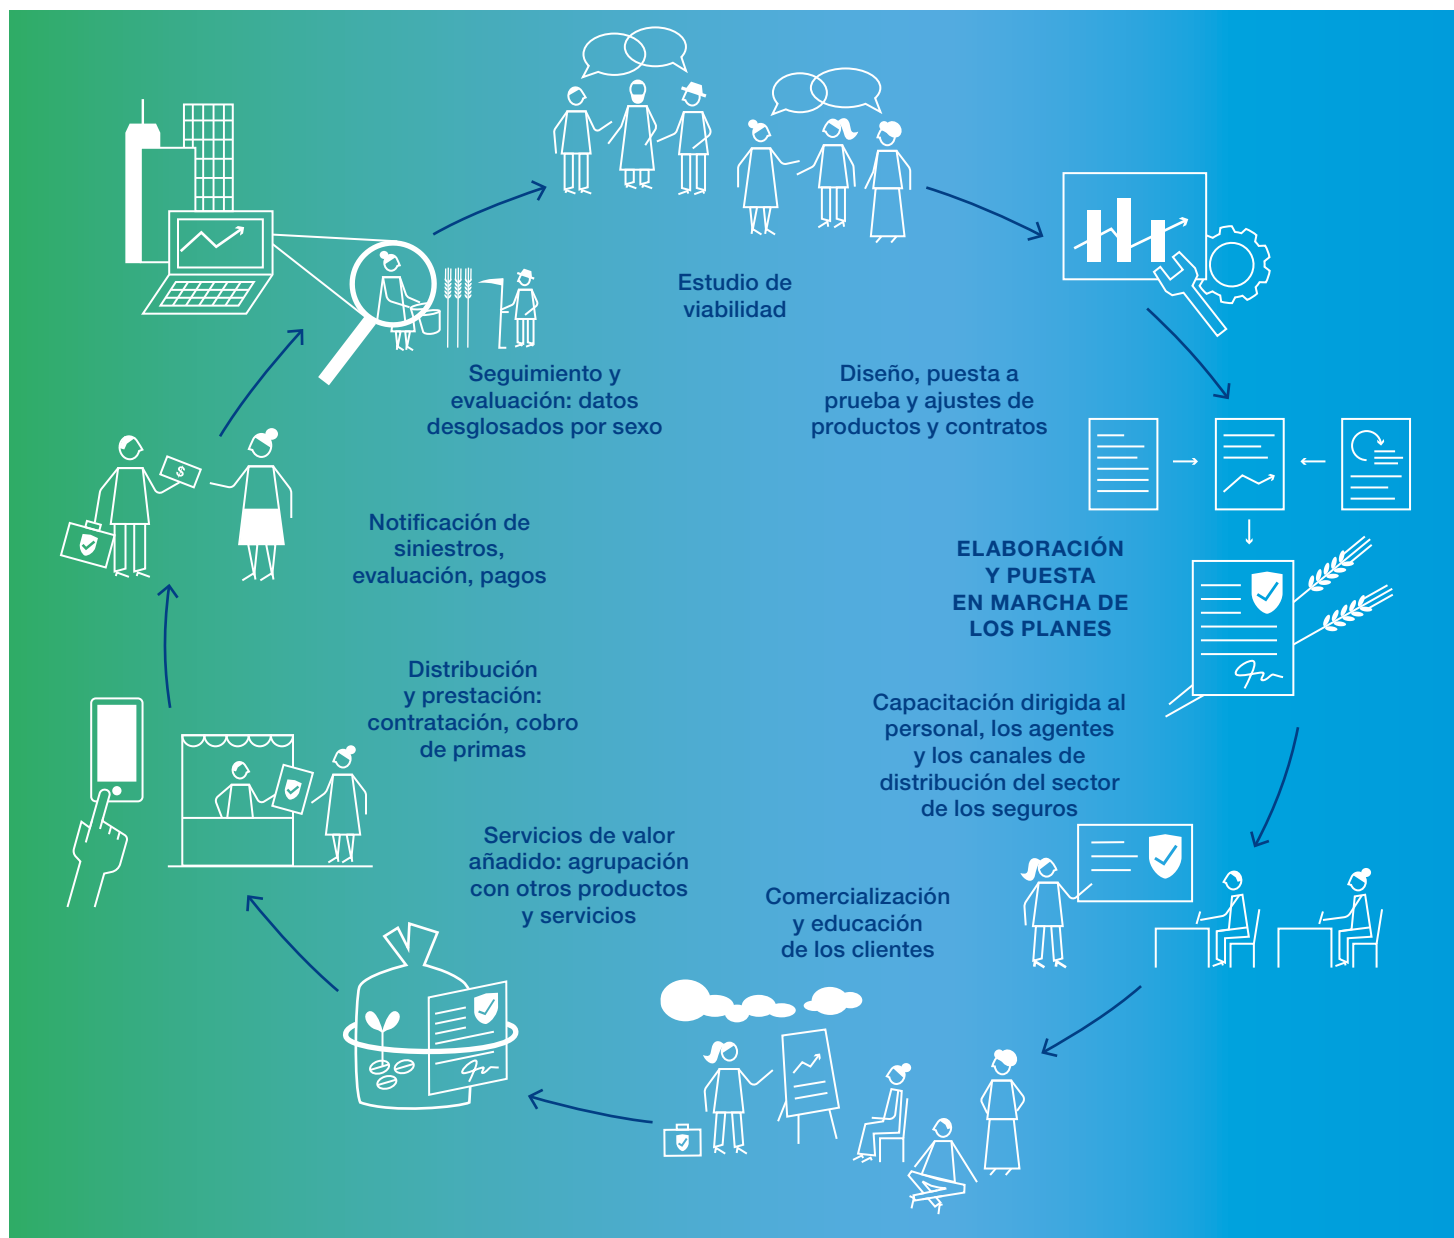 Estudio de
viabilidad
Diseño, puesta a
prueba y ajustes de
productos y contratos
ELABORACIÓN
Y PUESTA
EN MARCHA DE
LOS PLANES
Capacitación dirigida al
personal, los agentes
y los canales de
distribución del sector
de los seguros
Comercialización
y educación
de los clientes
Servicios de valor
añadido: agrupación
con otros productos
y servicios
Distribución
y prestación:
contratación, cobro
de primas
Notificación de
siniestros,
evaluación, pagos
$
Seguimiento y
evaluación: datos
desglosados por sexo